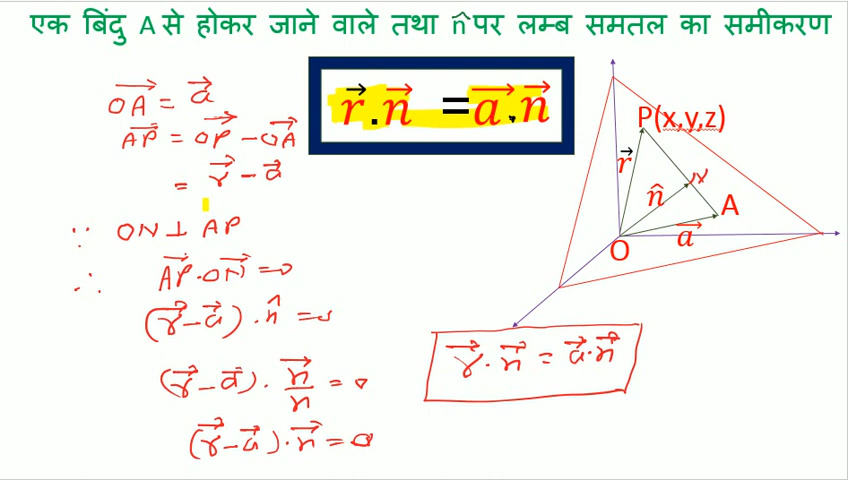 एक बिंदु A से होकर जाने वाले तथा n̂ पर लम्ब समतल का समीकरण
r⃗.n⃗ = a⃗.n⃗
OA⃗ = a⃗
AP⃗ = OP⃗ - OA⃗
= r⃗ - a⃗
∵ ON ⊥ AP
∴ AP⃗.ON⃗ = 0
(r⃗ - a⃗).n̂ = 0
(r⃗ - a⃗).n⃗/n = 0
(r⃗ - a⃗).n⃗ = 0
r⃗.n⃗ = a⃗.n⃗
P(x,y,z)
r⃗
N
n̂
A
a⃗
O